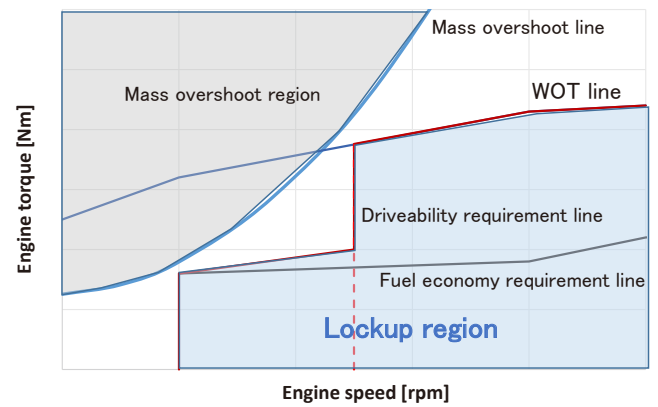 Mass overshoot line
Mass overshoot region
WOT line
Driveability requirement line
Fuel economy requirement line
Lockup region
Engine torque [Nm]
Engine speed [rpm]